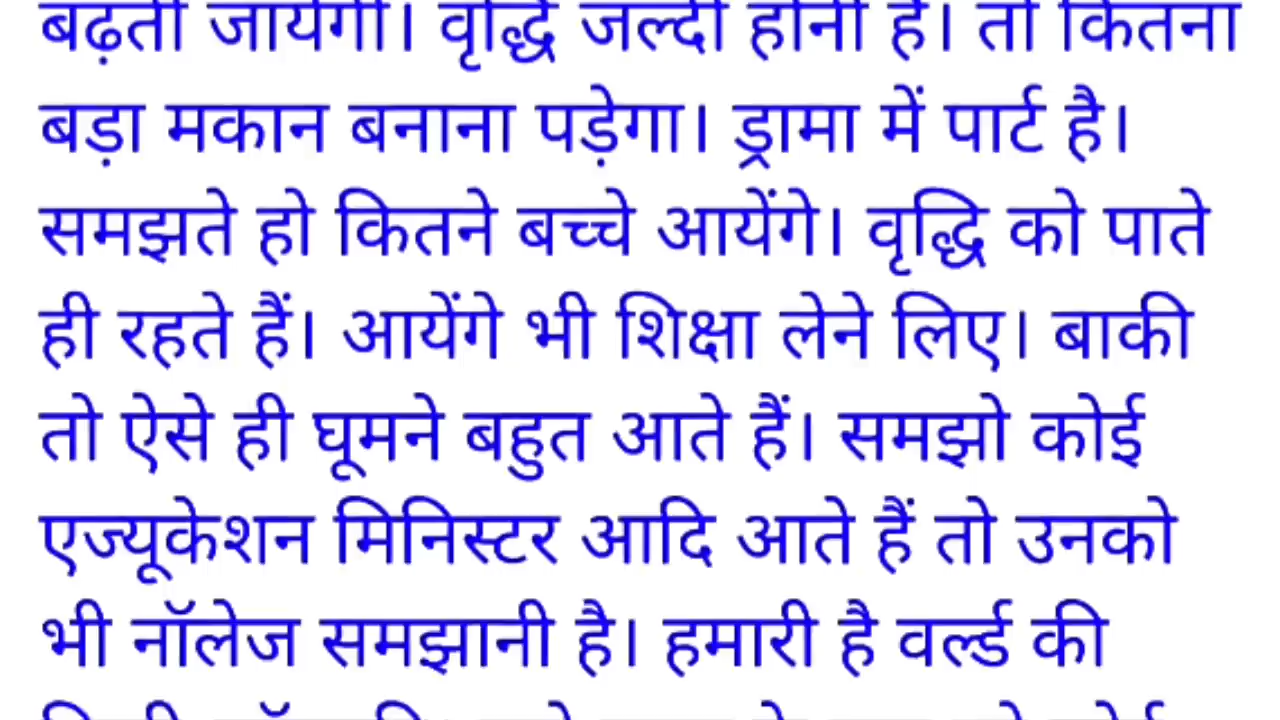 बढ़ती जायेगी। वृद्धि जल्दी होनी है। तो कितना
बड़ा मकान बनाना पड़ेगा। ड्रामा में पार्ट है।
समझते हो कितने बच्चे आयेंगे। वृद्धि को पाते
ही रहते हैं। आयेंगे भी शिक्षा लेने लिए। बाकी
तो ऐसे ही घूमने बहुत आते हैं। समझो कोई
एज्यूकेशन मिनिस्टर आदि आते हैं तो उनको
भी नॉलेज समझानी है। हमारी है वर्ल्ड की